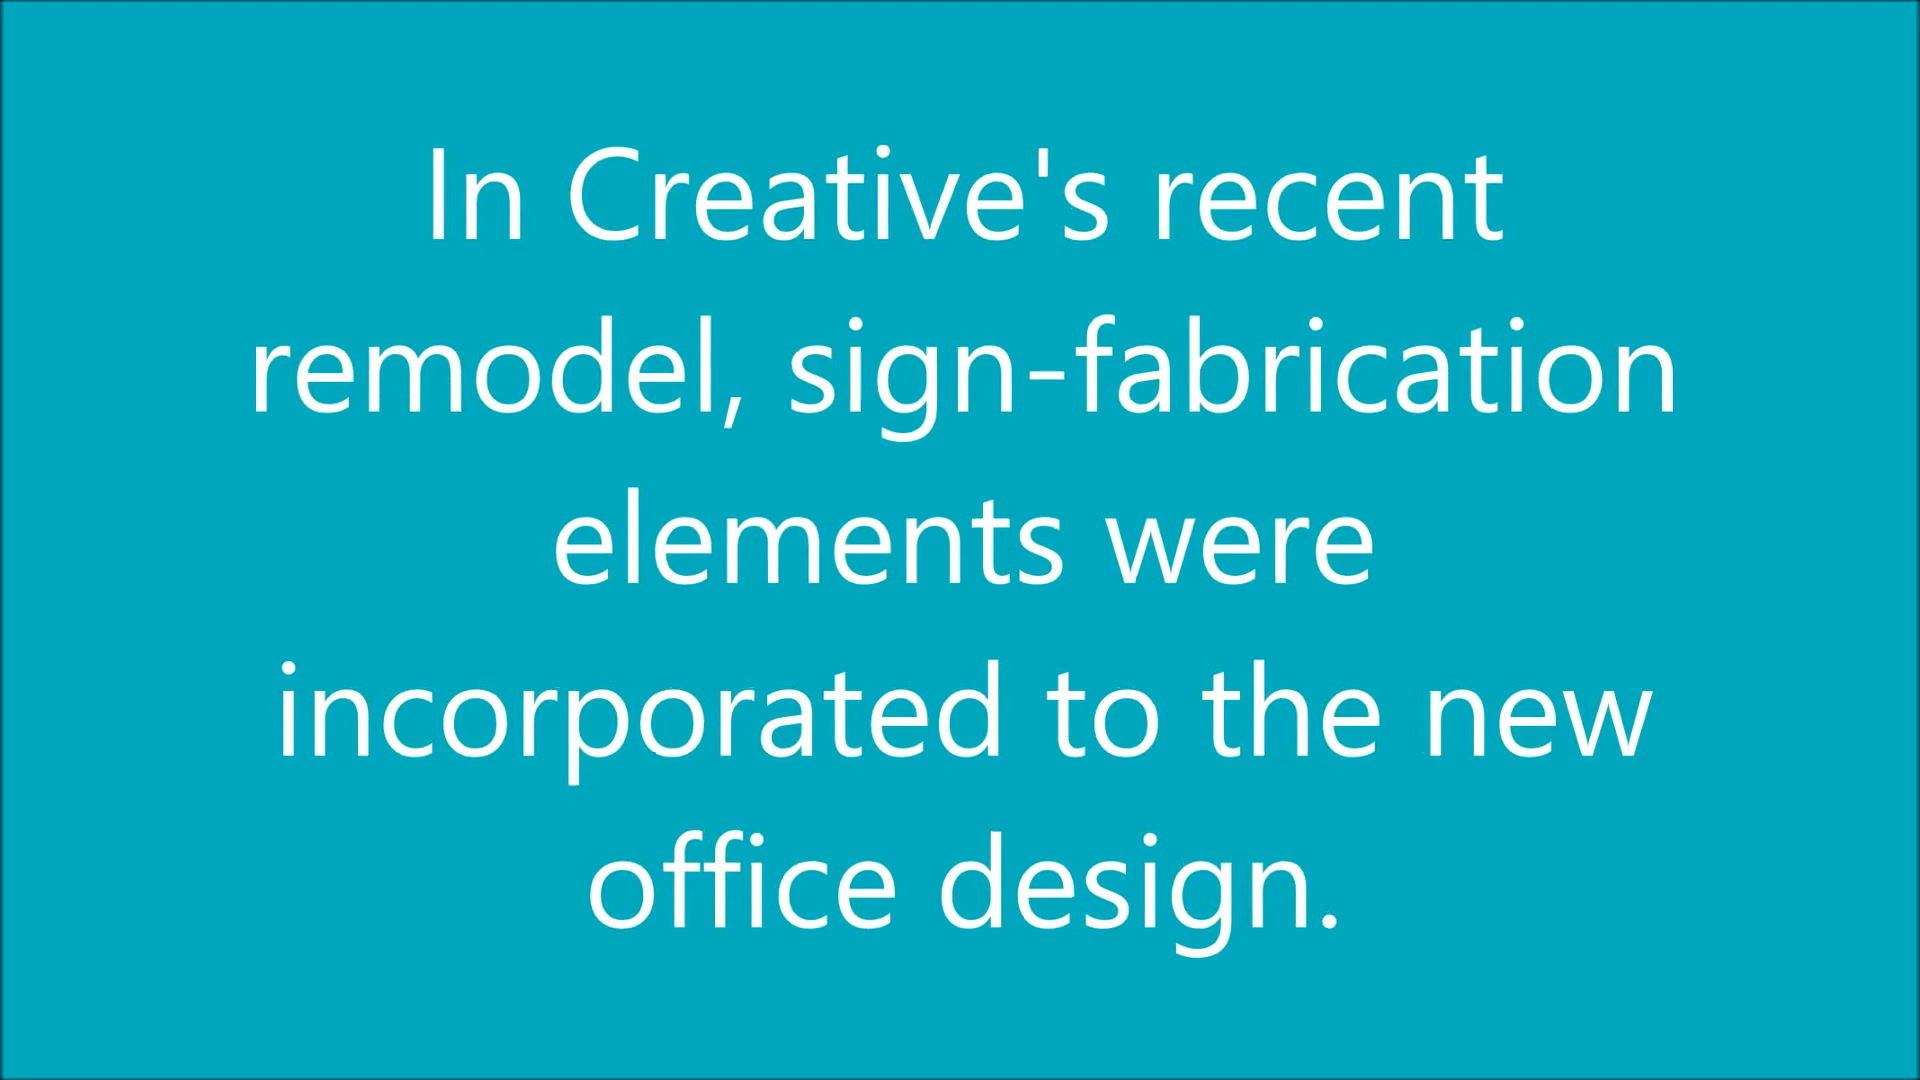 In Creative's recent
remodel, sign-fabrication
elements were
incorporated to the new
office design.